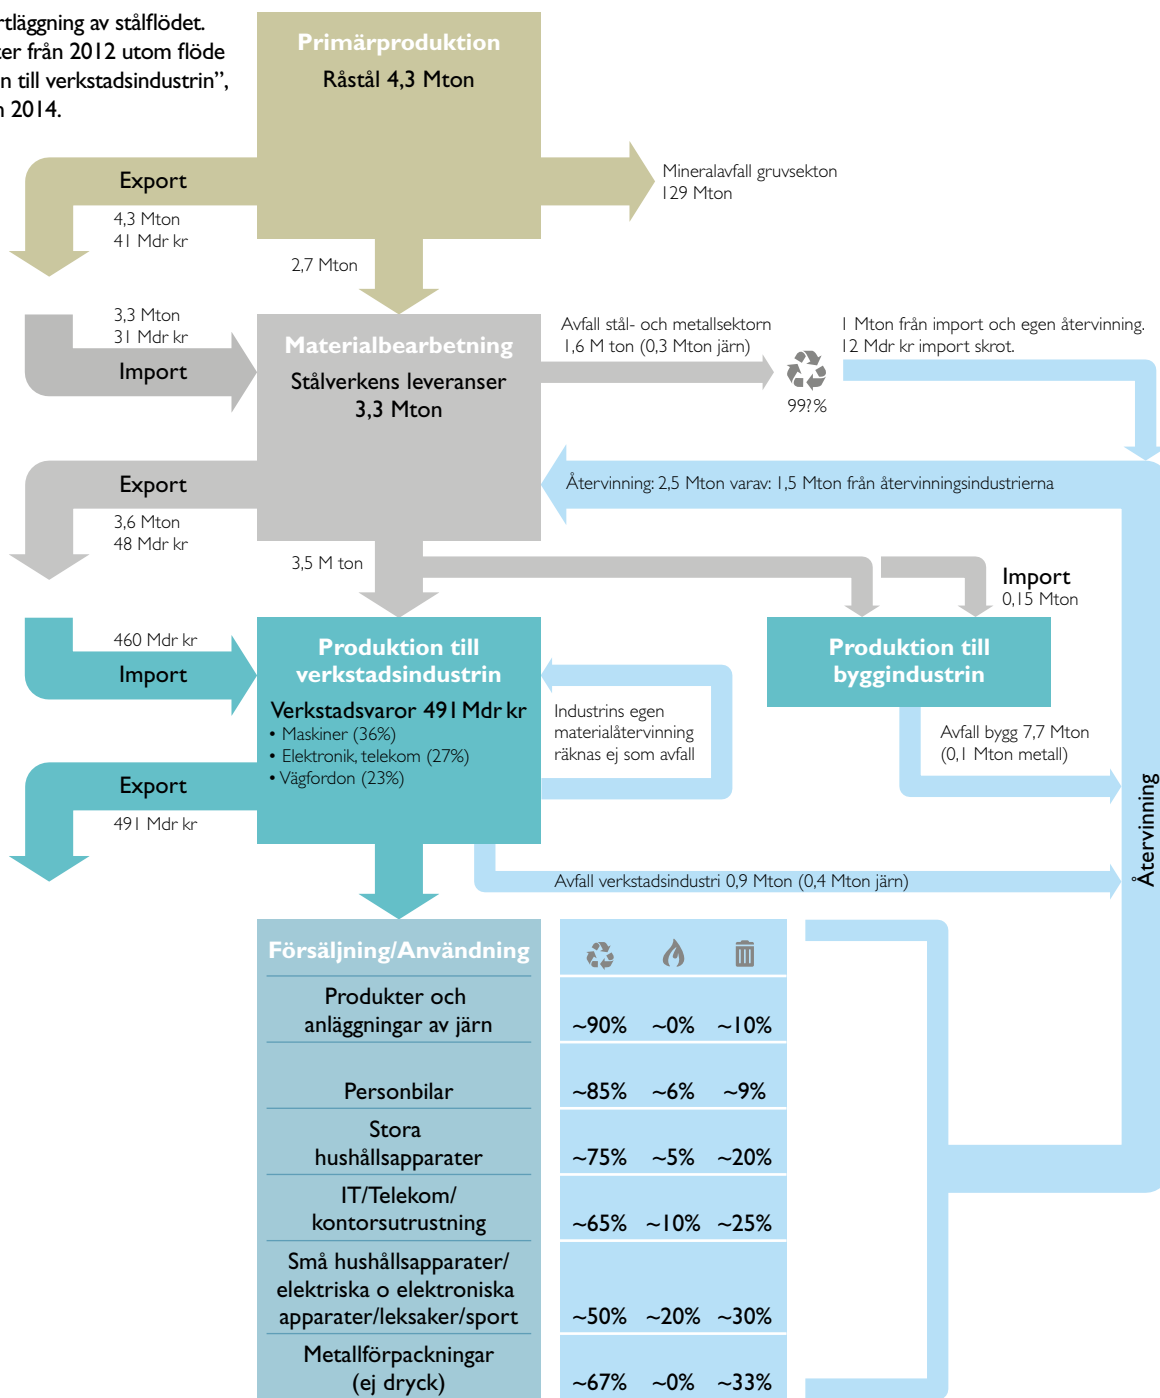 rtläggning av stålflödet.
ter från 2012 utom flöde
n till verkstadsindustrin”,
2014.
Primärproduktion
Råstål 4,3 Mton
Export
4,3 Mton
41 Mdr kr
Mineralavfall gruvsekton
129 Mton
2,7 Mton
3,3 Mton
31 Mdr kr
Import
Materialbearbetning
Stålverkens leveranser
3,3 Mton
Avfall stål- och metallsektorn
1,6 M ton (0,3 Mton järn)
99?%
1 Mton från import och egen återvinning.
12 Mdr kr import skrot.
Export
3,6 Mton
48 Mdr kr
Återvinning: 2,5 Mton varav: 1,5 Mton från återvinningsindustrierna
3,5 M ton
Import
0,15 Mton
460 Mdr kr
Import
Produktion till
verkstadsindustrin
Verkstadsvaror 491 Mdr kr
• Maskiner (36%)
• Elektronik, telekom (27%)
• Vägfordon (23%)
Industrins egen
materialåtervinning
räknas ej som avfall
Produktion till
byggindustrin
Avfall bygg 7,7 Mton
(0,1 Mton metall)
Export
491 Mdr kr
Återvinning
Avfall verkstadsindustri 0,9 Mton (0,4 Mton järn)
Försäljning/Användning
Produkter och
anläggningar av järn ~90% ~0% ~10%
Personbilar ~85% ~6% ~9%
Stora
hushållsapparater ~75% ~5% ~20%
IT/Telekom/
kontorsutrustning ~65% ~10% ~25%
Små hushållsapparater/
elektriska o elektroniska
apparater/leksaker/sport ~50% ~20% ~30%
Metallförpackningar
(ej dryck) ~67% ~0% ~33%